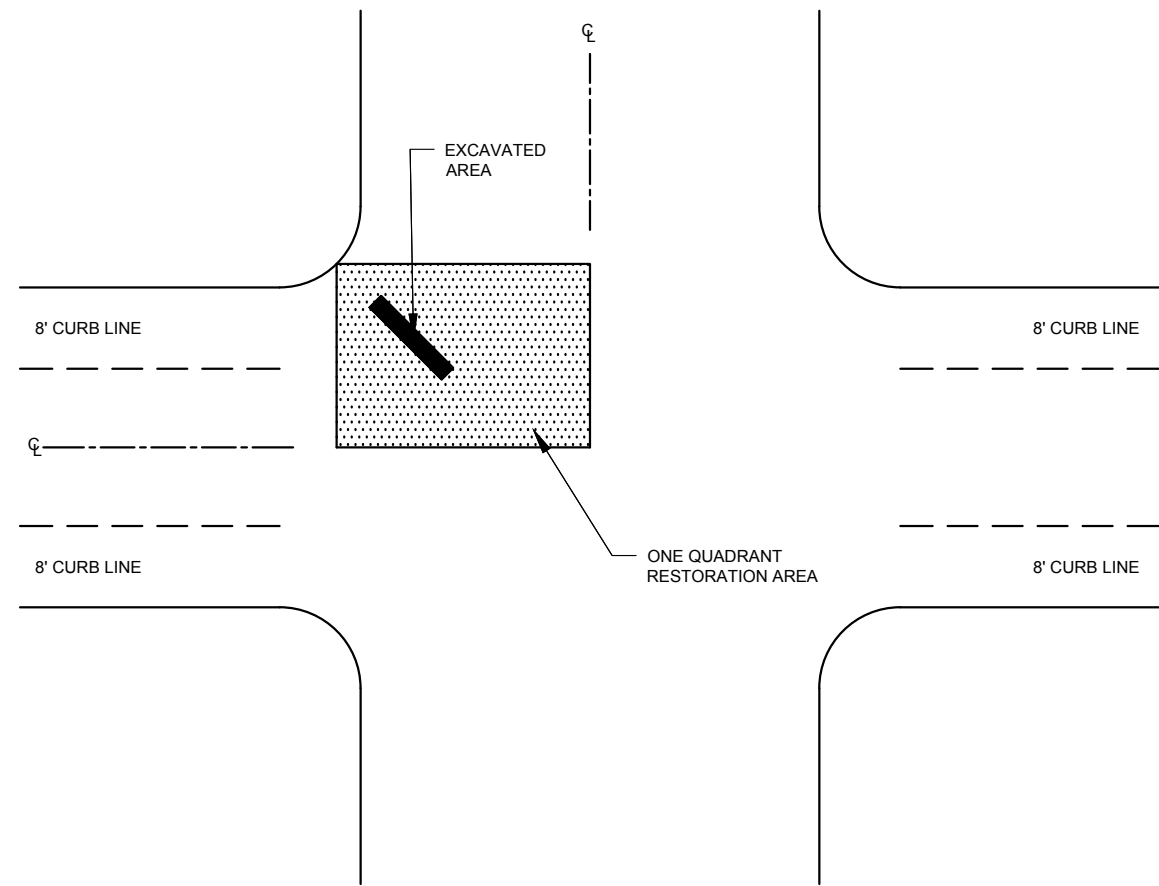 ℄
EXCAVATED
AREA
8' CURB LINE
8' CURB LINE
℄
ONE QUADRANT
RESTORATION AREA
8' CURB LINE
8' CURB LINE